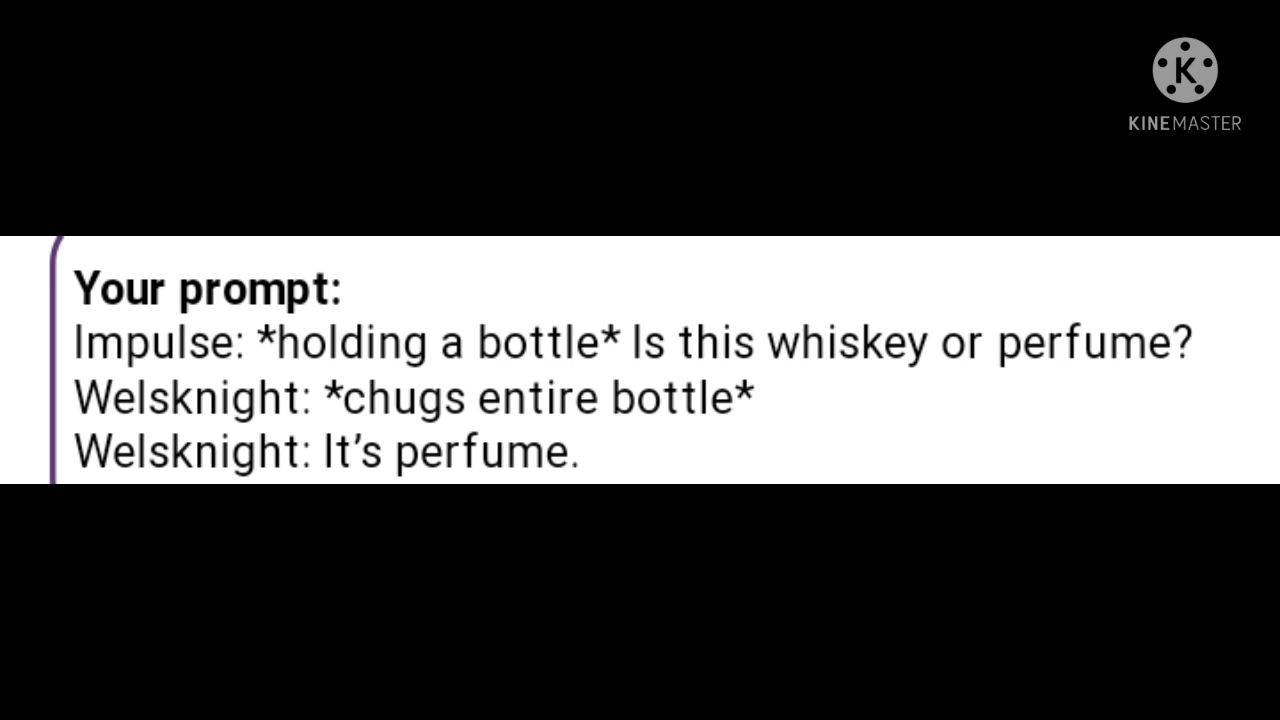 K
KINEMASTER
Your prompt:
Impulse: *holding a bottle* Is this whiskey or perfume?
Welsknight: *chugs entire bottle*
Welsknight: It’s perfume.